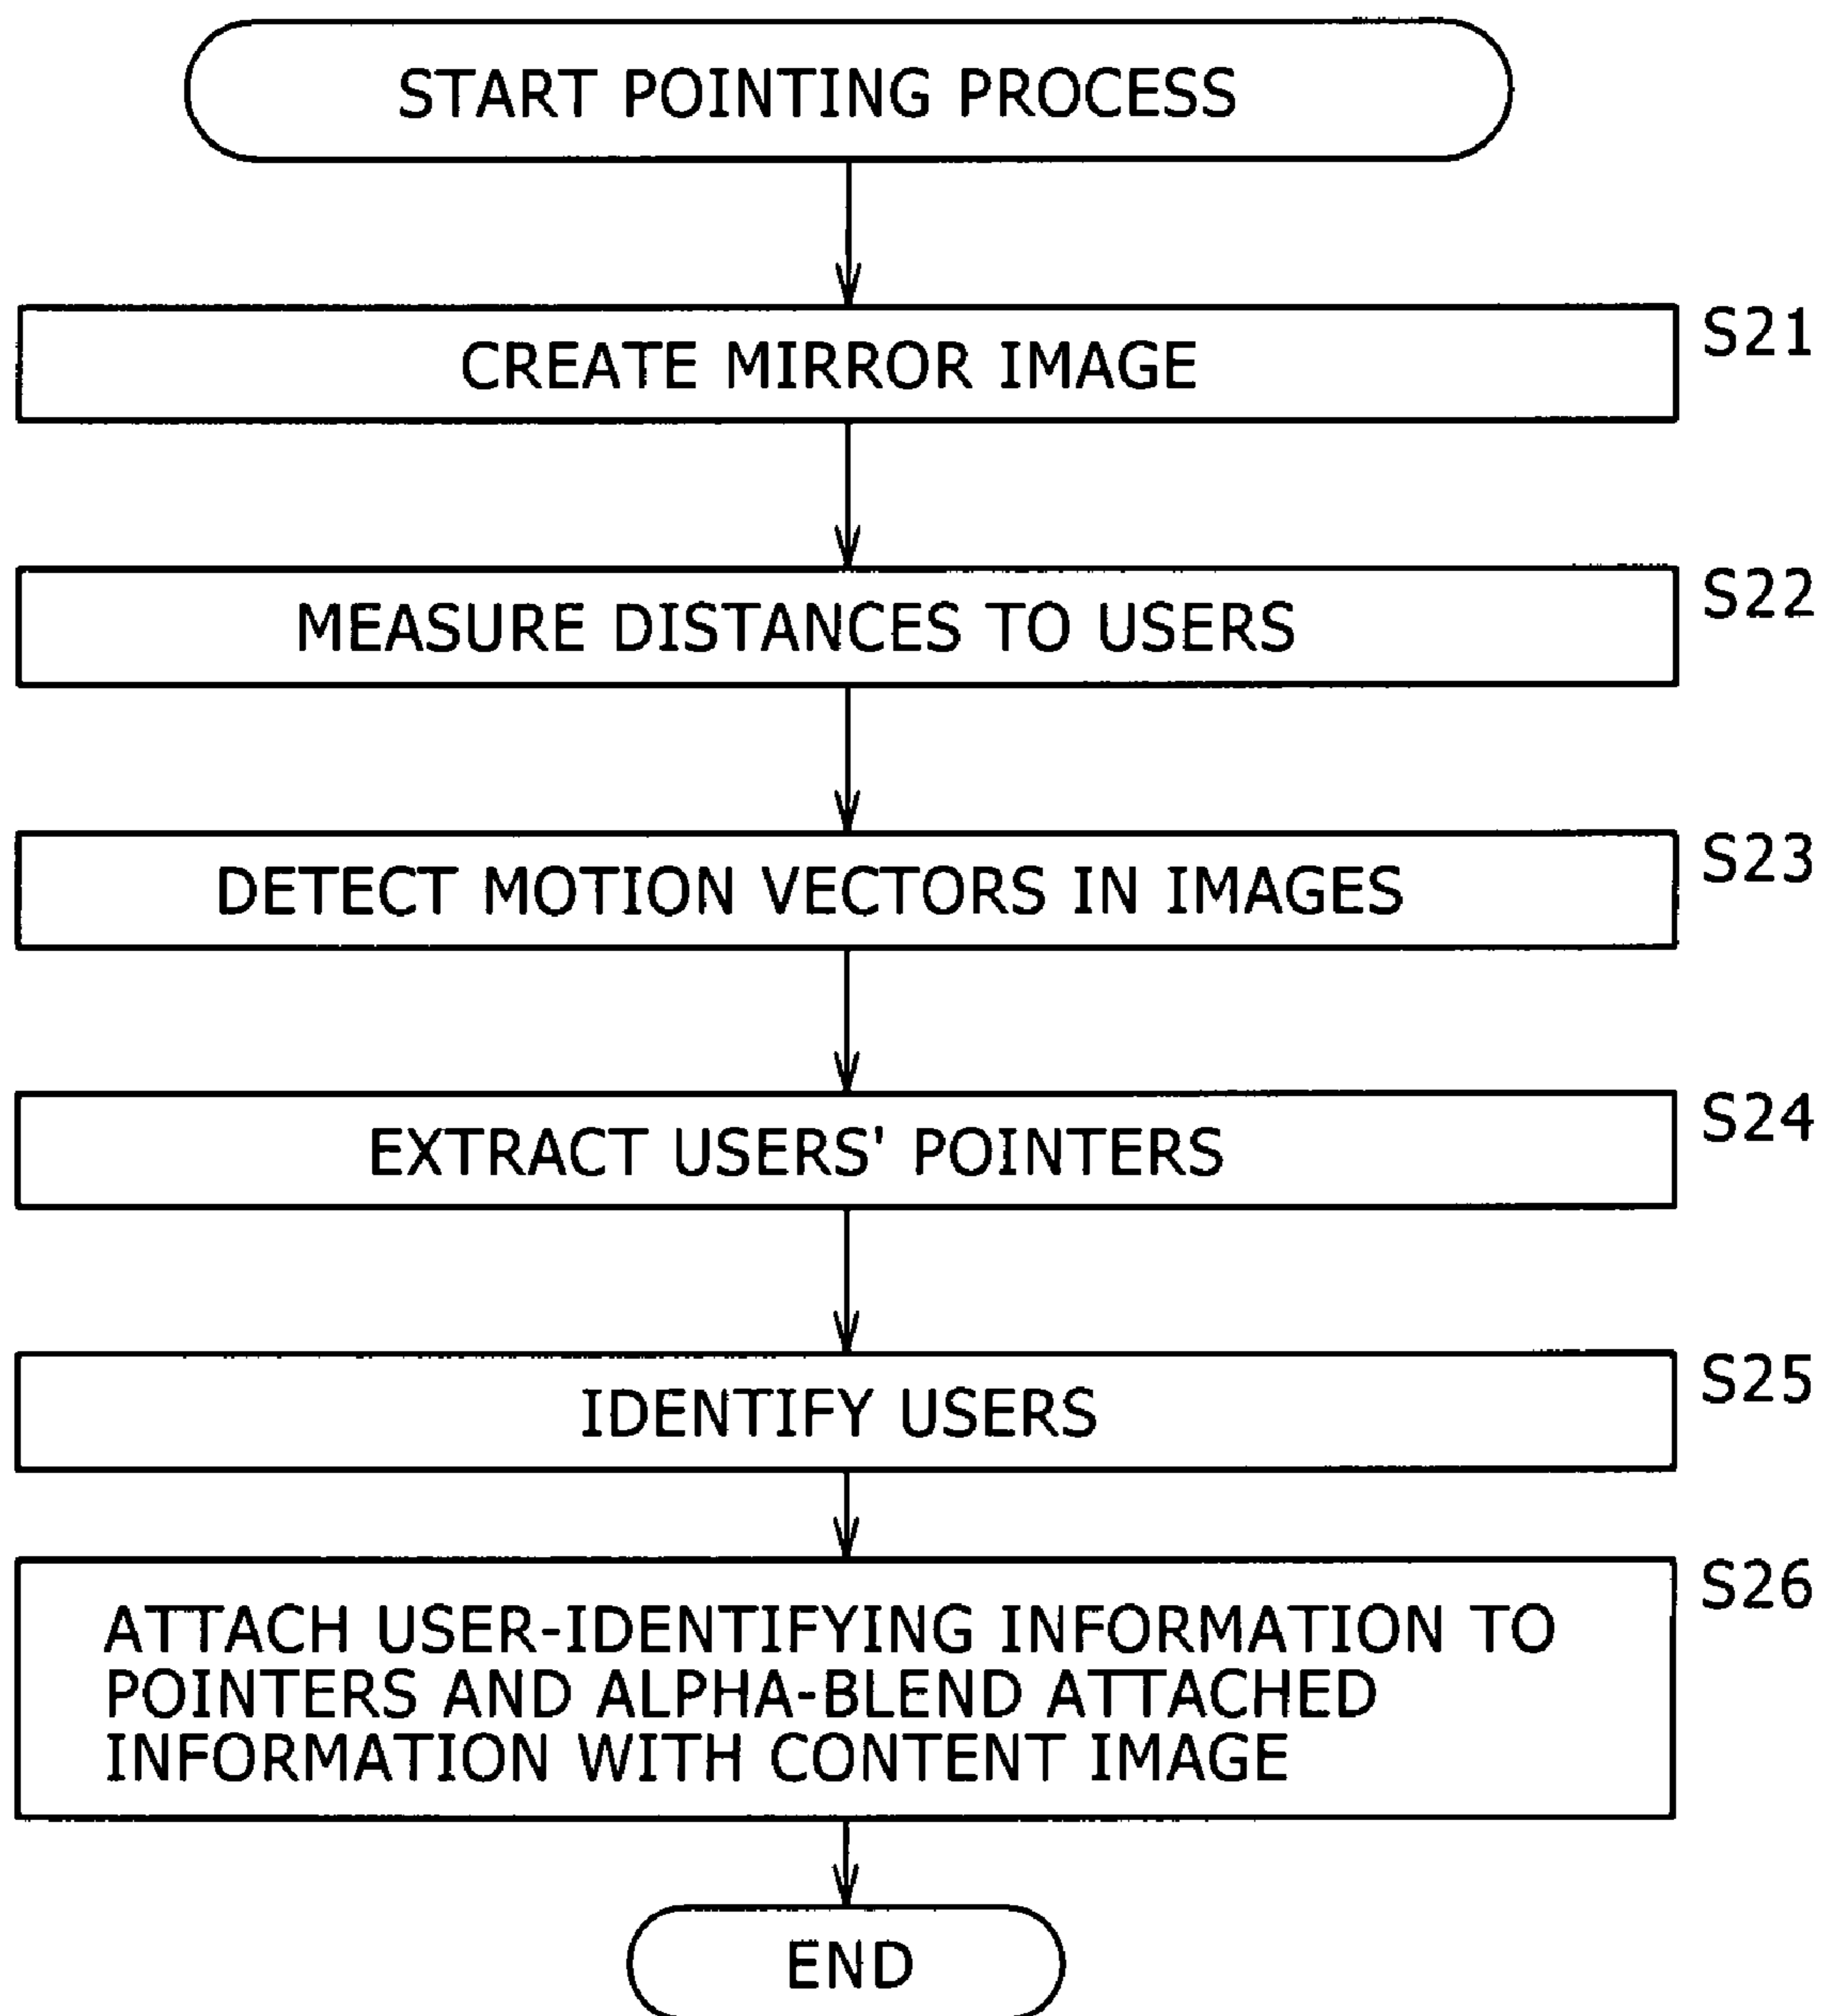 START POINTING PROCESS
CREATE MIRROR IMAGE
S21
MEASURE DISTANCES TO USERS
S22
DETECT MOTION VECTORS IN IMAGES
S23
EXTRACT USERS' POINTERS
S24
IDENTIFY USERS
S25
ATTACH USER-IDENTIFYING INFORMATION TO
POINTERS AND ALPHA-BLEND ATTACHED
INFORMATION WITH CONTENT IMAGE
S26
END